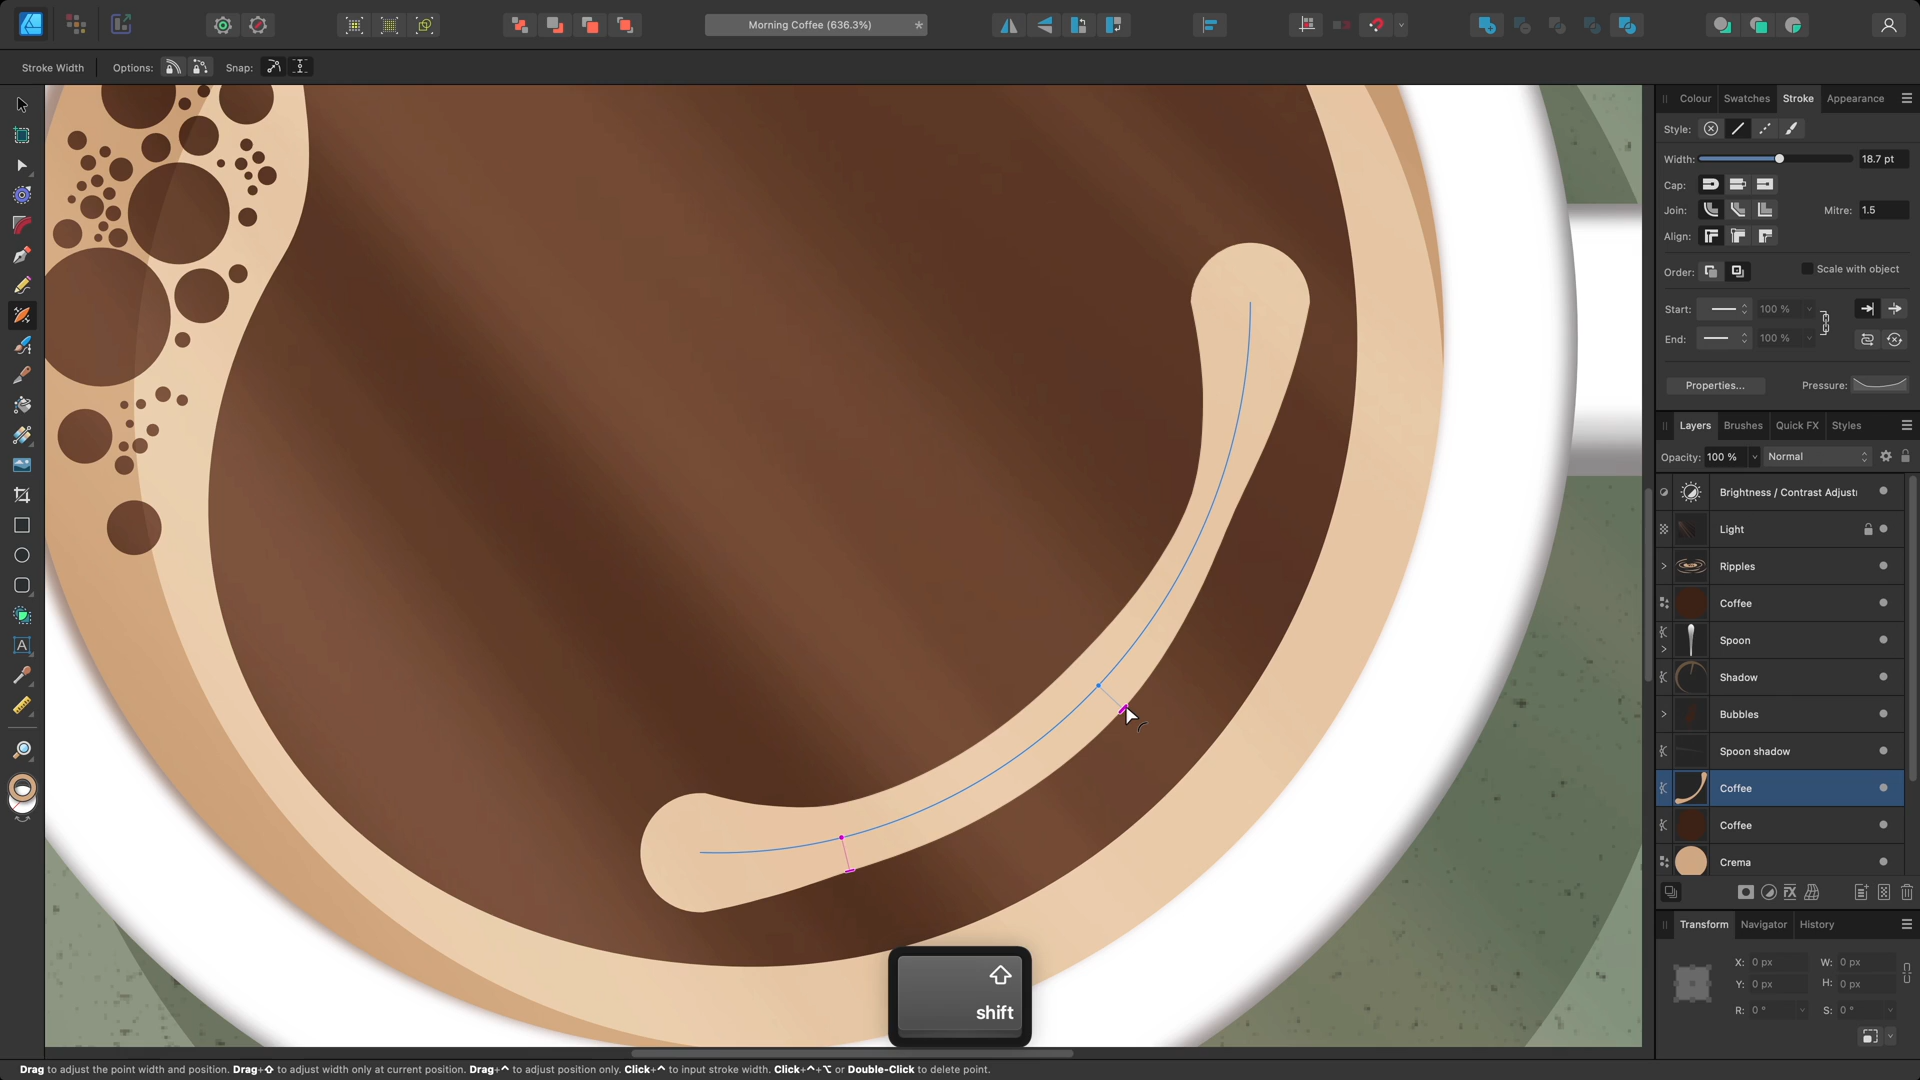 Morning Coffee (636.3%)
*
Stroke Width
Options:
Snap:
Colour
Swatches
Stroke
Appearance
Style:
Width:
18.7 pt
Cap:
Join:
Mitre:
1.5
Align:
Order:
Scale with object
Start:
100 %
End:
100 %
Properties...
Pressure:
Layers
Brushes
Quick FX
Styles
Opacity:
100 %
Normal
Brightness / Contrast Adjustı
Light
Ripples
Coffee
Spoon
Shadow
Bubbles
Spoon shadow
Coffee
Coffee
Crema
Transform
Navigator
History
X:
0 px
W:
0 px
Y:
0 px
H:
0 px
R:
0 °
S:
0 °
A
FX
shift
Drag to adjust the point width and position. Drag+⇧ to adjust width only at current position. Drag+⌃ to adjust position only. Click+⌃ to input stroke width. Click+⌃+⌥ or Double-Click to delete point.